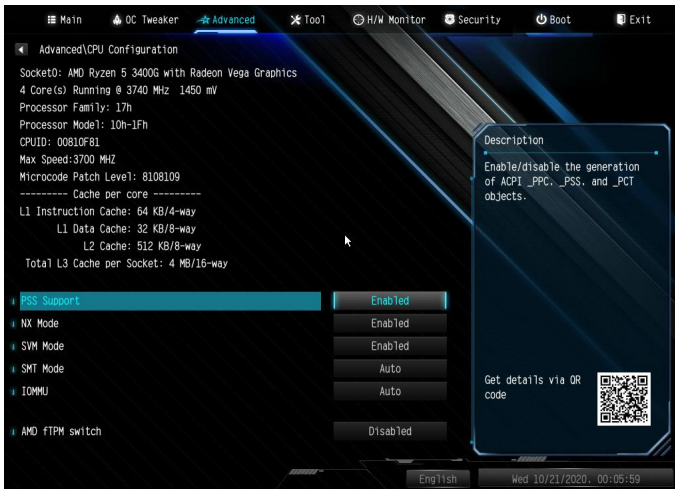 Main OC Tweaker Advanced Tool H/W Monitor Security Boot Exit
Advanced\CPU Configuration
Socket0: AMD Ryzen 5 3400G with Radeon Vega Graphics
4 Core(s) Running @ 3740 MHz 1450 mV
Processor Family: 17h
Processor Model: 10h-1Fh
CPUID: 00810F81
Max Speed:3700 MHZ
Microcode Patch Level: 8108109
--------- Cache per core ---------
L1 Instruction Cache: 64 KB/4-way
L1 Data Cache: 32 KB/8-way
L2 Cache: 512 KB/8-way
Total L3 Cache per Socket: 4 MB/16-way
PSS Support Enabled
NX Mode Enabled
SVM Mode Enabled
SMT Mode Auto
IOMMU Auto
AMD fTPM switch Disabled
Description
Enable/disable the generation
of ACPI _PPC. _PSS. and _PCT
objects.
Get details via QR
code
English Wed 10/21/2020. 00:05:59